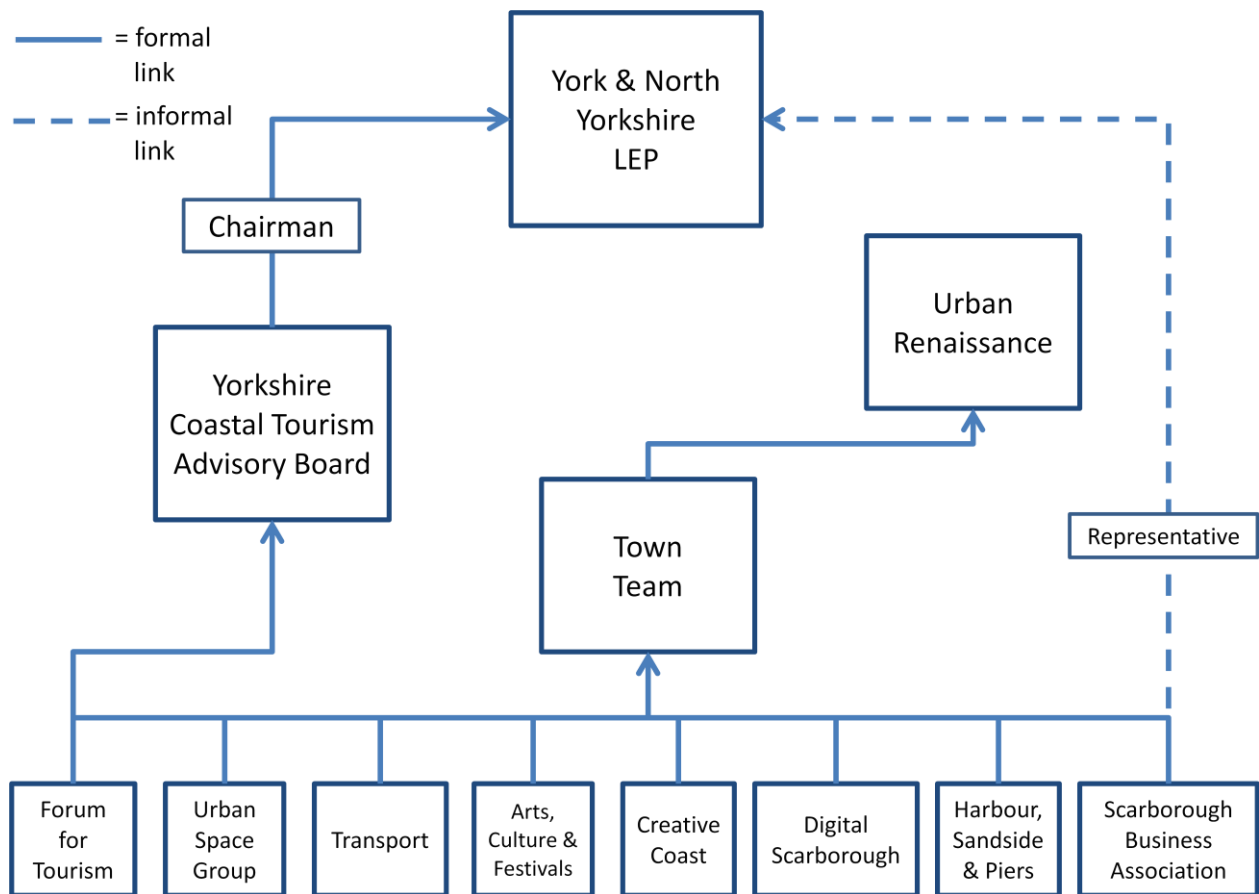 = formal
link
= informal
link
York & North
Yorkshire
LEP
Chairman
Urban
Renaissance
Yorkshire
Coastal Tourism
Advisory Board
Town
Team
Representative
Forum
for
Tourism
Urban
Space
Group
Transport
Arts,
Culture &
Festivals
Creative
Coast
Digital
Scarborough
Harbour,
Sandside
& Piers
Scarborough
Business
Association